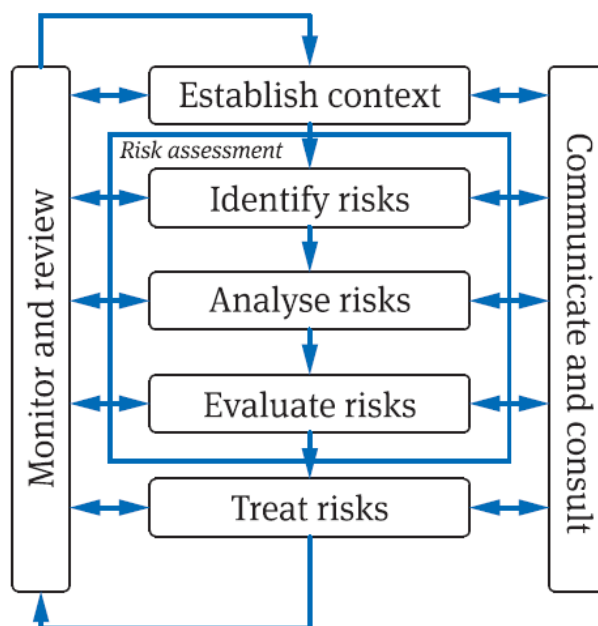 Establish context
Risk assessment
Identify risks
Analyse risks
Evaluate risks
Treat risks
Monitor and review
Communicate and consult